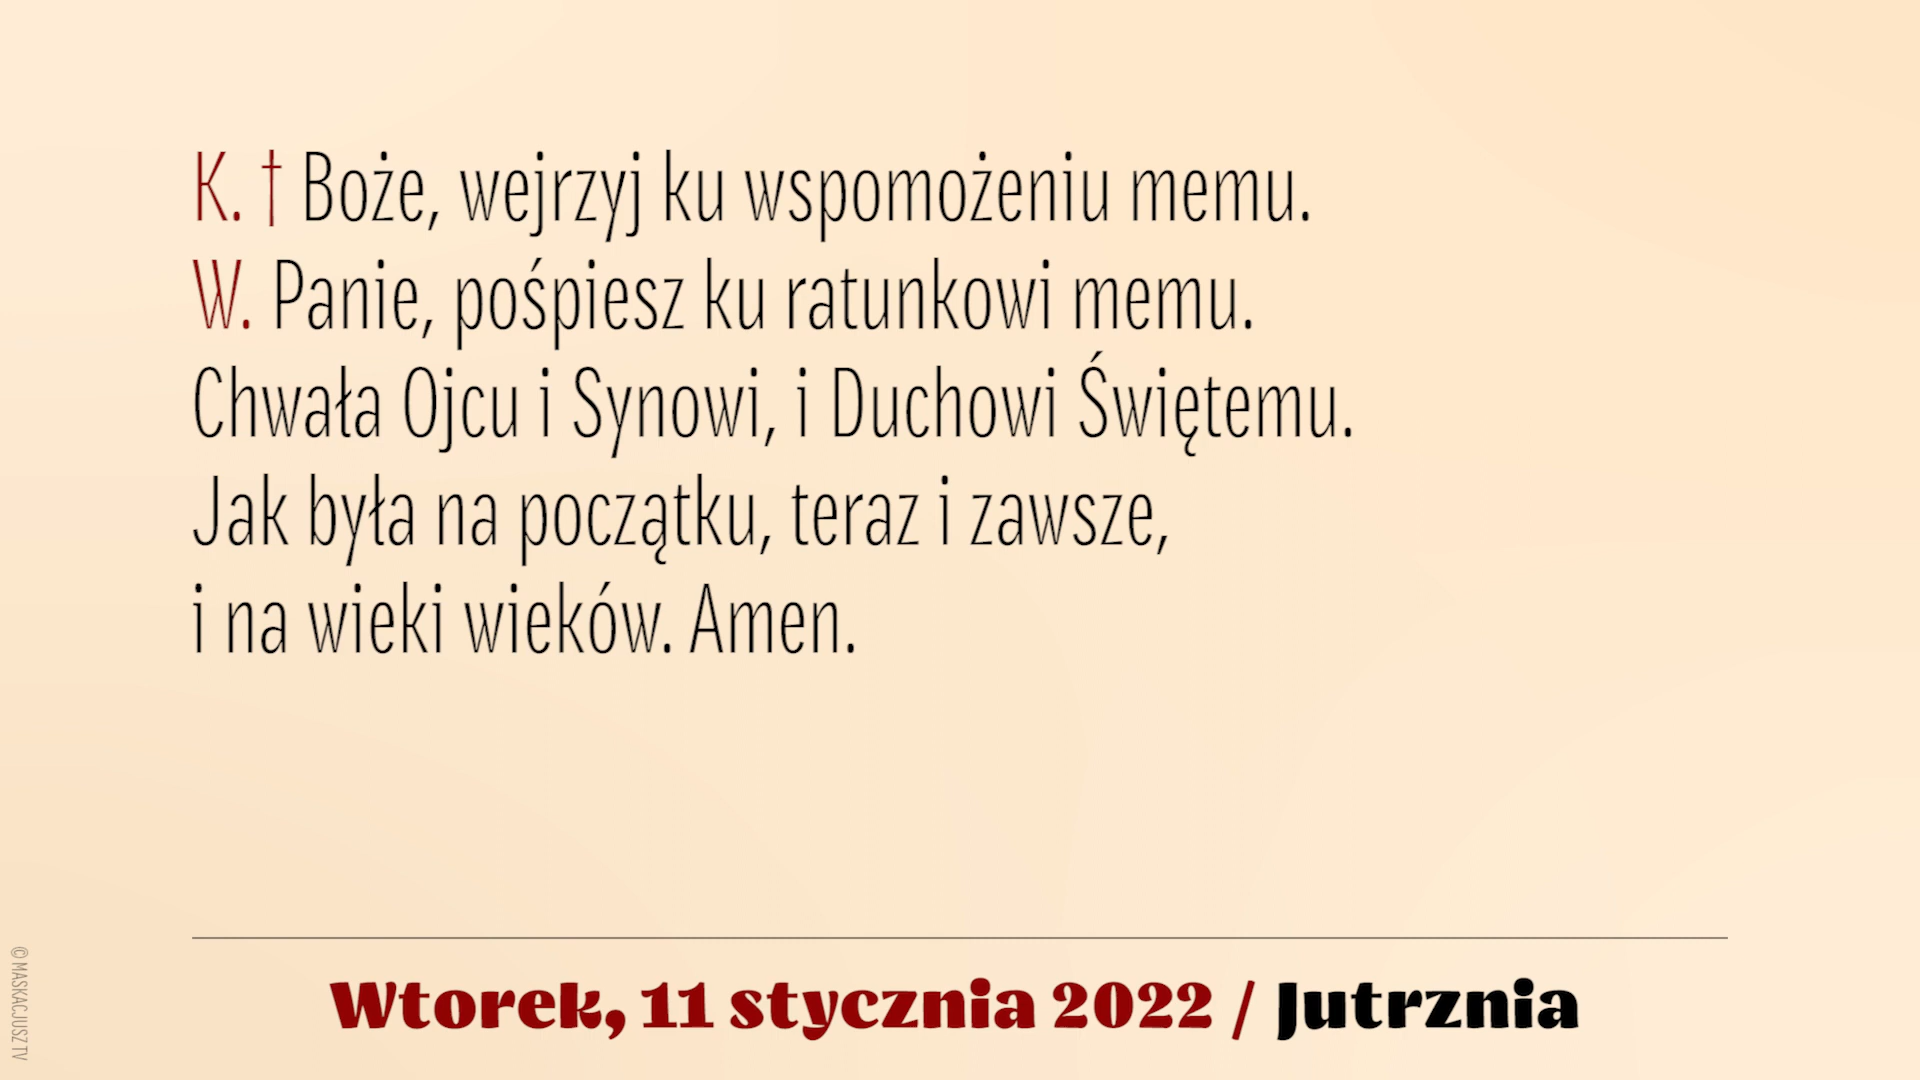 K. † Boże, wejrzyj ku wspomożeniu memu.
W. Panie, pośpiesz ku ratunkowi memu.
Chwała Ojcu i Synowi, i Duchowi Świętemu.
Jak była na początku, teraz i zawsze,
i na wieki wieków. Amen.
Wtorek, 11 stycznia 2022 / Jutrznia
© MASKACJUSZ TV